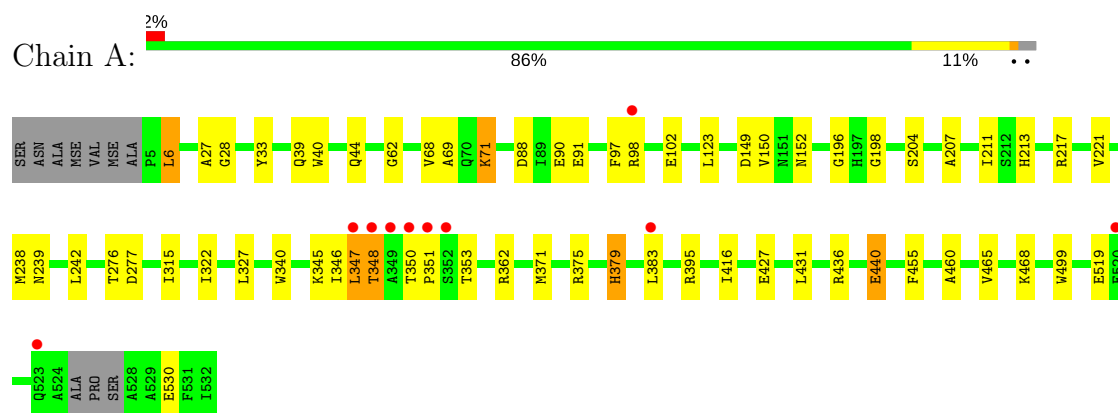 2%
Chain A:
86% 11% • •
SER ASN ALA MSE VAL MSE ALA P5 L6 A27 G28 Y33 Q39 W40 Q44 G62 V68 A69 Q70 K71 D88 I89 E90 E91 F97 R98 E102 L123 D149 V150 N151 N152 G196 H197 G198 S204 A207 I211 S212 H213 R217 V221
M238 N239 L242 T276 D277 I315 I322 L327 W340 K345 I346 L347 T348 A349 T350 P351 S352 T353 R362 M371 R375 H379 L383 R395 I416 E427 L431 R436 E440 F455 A460 V465 K468 W499 E519
Q523 A524 ALA PRO SER A528 A529 E530 F531 I532